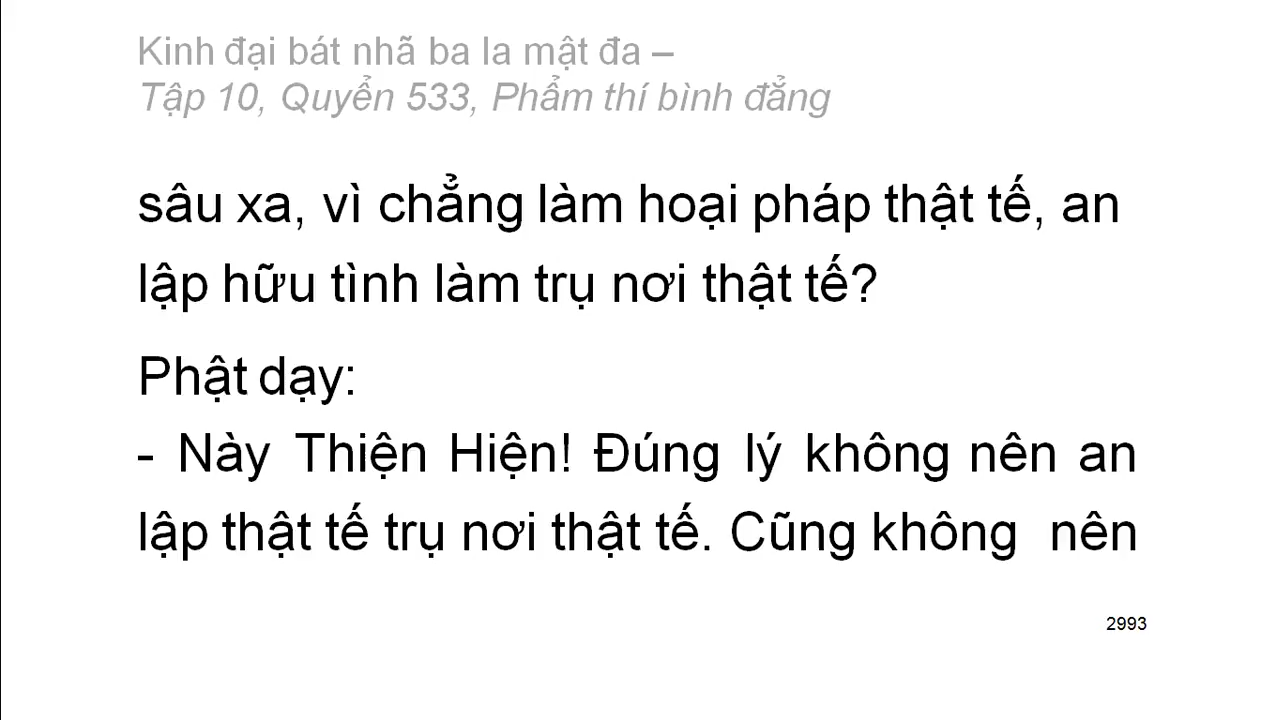 Kinh đại bát nhã ba la mật đa –
Tập 10, Quyển 533, Phẩm thí bình đẳng
sâu xa, vì chẳng làm hoại pháp thật tế, an
lập hữu tình làm trụ nơi thật tế?
Phật dạy:
- Này Thiện Hiện! Đúng lý không nên an
lập thật tế trụ nơi thật tế. Cũng không nên
2993